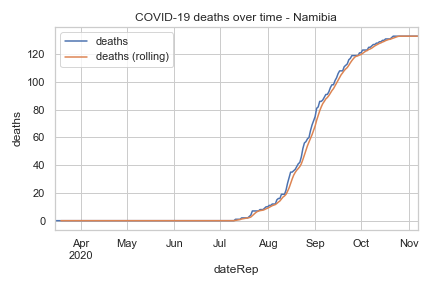 COVID-19 deaths over time - Namibia
deaths
deaths (rolling)
deaths
120
100
80
60
40
20
0
Apr May Jun Jul Aug Sep Oct Nov
2020
dateRep